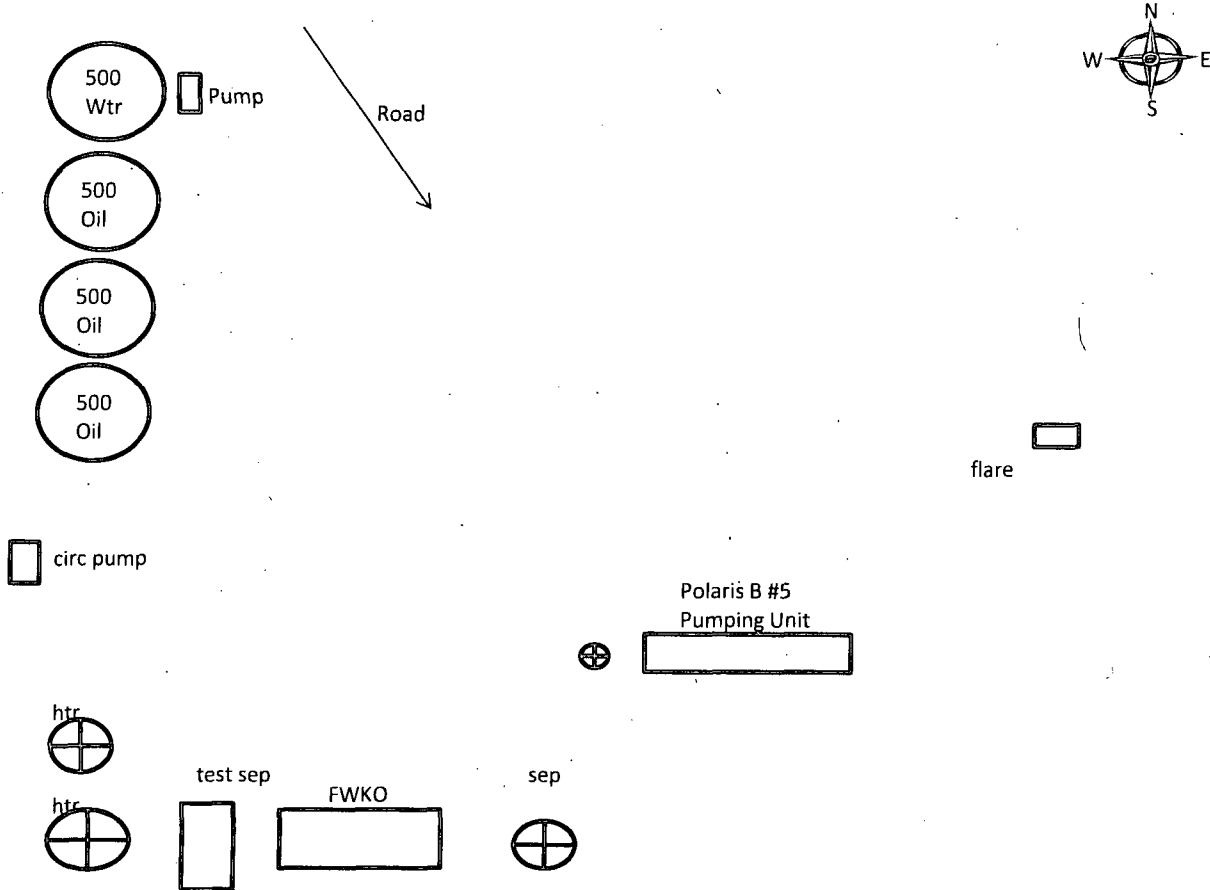 N
W E
S
500
Wtr
Pump
Road
500
Oil
500
Oil
500
Oil
flare
circ pump
Polaris B #5
Pumping Unit
htr
test sep
sep
FWKO
htr